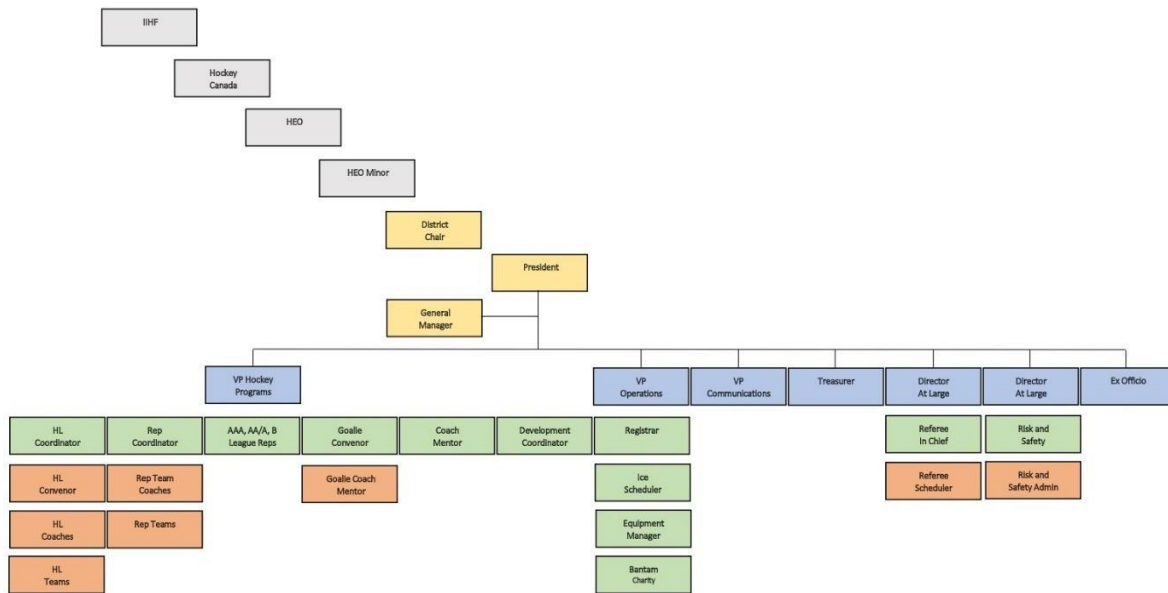 IIHF
Hockey
Canada
HEO
HEO Minor
District
Chair
President
General
Manager
VP Hockey
Programs
VP
Operations
VP
Communications
Treasurer
Director
At Large
Director
At Large
Ex Officio
HL
Coordinator
Rep
Coordinator
AAA, AA/A, B
League Reps
Goalie
Convenor
Coach
Mentor
Development
Coordinator
Registrar
Referee
In Chief
Risk and
Safety
HL
Convenor
Rep Team
Coaches
Goalie Coach
Mentor
Ice
Scheduler
Referee
Scheduler
Risk and
Safety Admin
HL
Coaches
Rep Teams
Equipment
Manager
HL
Teams
Bantam
Charity